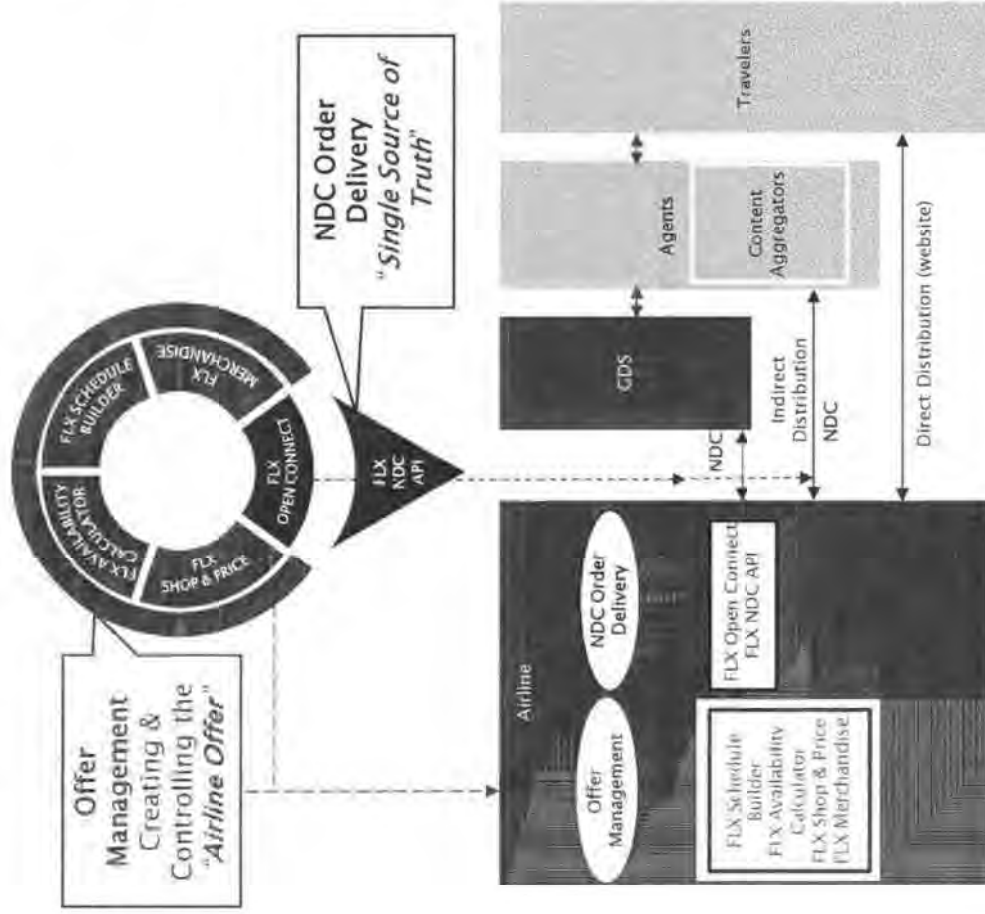 Offer
Management
Creating &
Controlling the
"Airline Offer"
FLX AVAILABILITY
CALCULATOR
FLX SCHEDULE
BUILDER
FLX
MERCHANDISE
FLX
OPEN CONNECT
FLX
SHOP & PRICE
FLX
NDC
API
NDC Order
Delivery
"Single Source of
Truth"
Airline
Offer
Management
NDC Order
Delivery
FLX Schedule
Builder
FLX Availability
Calculator
FLX Shop & Price
FLX Merchandise
FLX Open Connect
FLX NDC API
NDC
GDS
Indirect
Distribution
NDC
Agents
Content
Aggregators
Direct Distribution (website)
Travelers